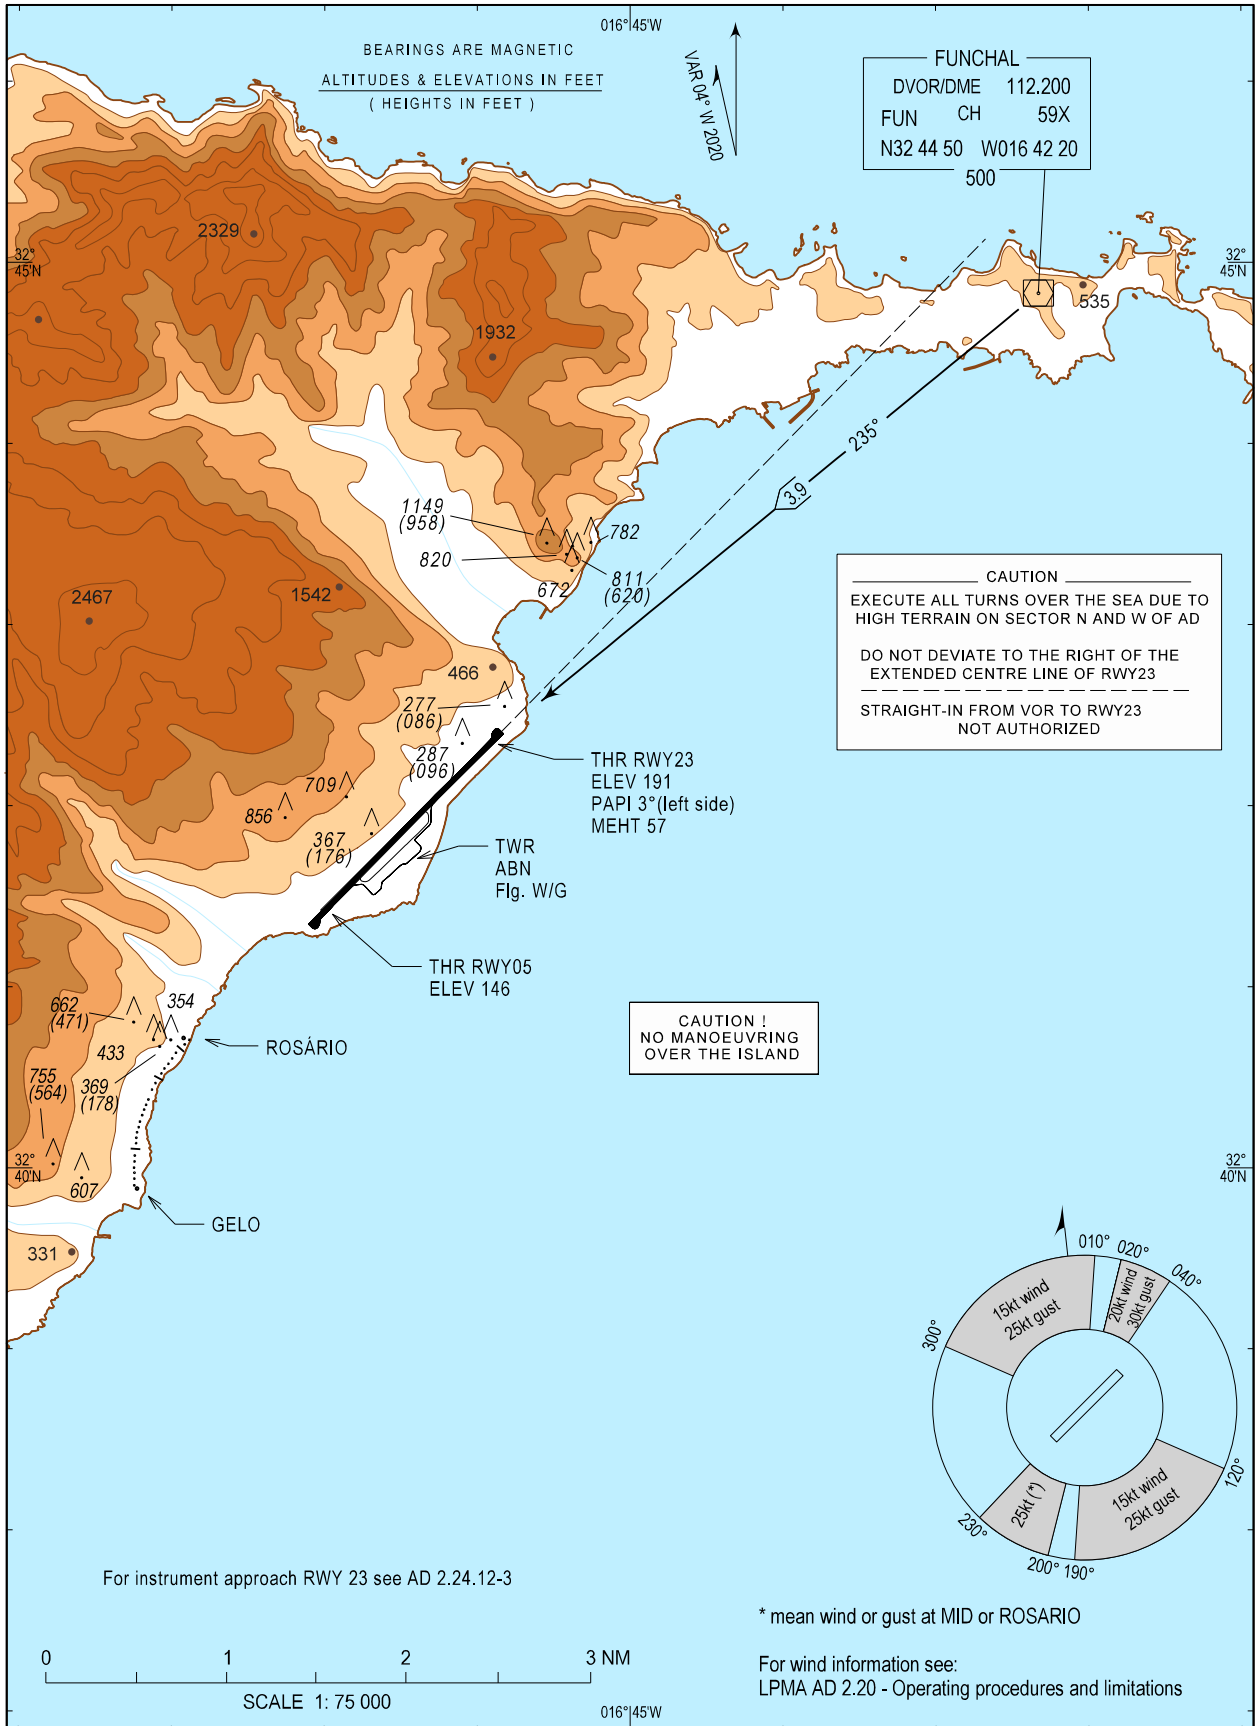 016°45'W
BEARINGS ARE MAGNETIC
ALTITUDES & ELEVATIONS IN FEET
( HEIGHTS IN FEET )
VAR 04° W 2020
FUNCHAL
DVOR/DME 112.200
FUN CH 59X
N32 44 50 W016 42 20
500
2329
32°
45'N
32°
45'N
535
1932
235°
3.9
1149
(958)
782
820
811
(620)
672
CAUTION
EXECUTE ALL TURNS OVER THE SEA DUE TO
HIGH TERRAIN ON SECTOR N AND W OF AD
DO NOT DEVIATE TO THE RIGHT OF THE
EXTENDED CENTRE LINE OF RWY23
STRAIGHT-IN FROM VOR TO RWY23
NOT AUTHORIZED
2467
1542
466
277
(086)
287
(096)
THR RWY23
ELEV 191
PAPI 3°(left side)
MEHT 57
709
856
367
(176)
TWR
ABN
Flg. W/G
THR RWY05
ELEV 146
662
(471)
354
433
ROSÁRIO
CAUTION !
NO MANOEUVRING
OVER THE ISLAND
755
(564)
369
(178)
32°
40'N
32°
40'N
607
GELO
331
010°
020°
040°
15kt wind
25kt gust
20kt wind
30kt gust
300°
120°
15kt wind
25kt gust
25kt (*)
230°
200°
190°
For instrument approach RWY 23 see AD 2.24.12-3
* mean wind or gust at MID or ROSARIO
0 1 2 3 NM
SCALE 1: 75 000
For wind information see:
LPMA AD 2.20 - Operating procedures and limitations
016°45'W